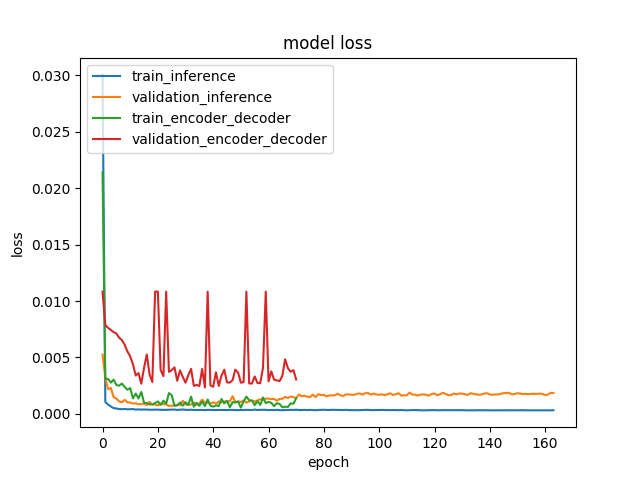 model loss
train_inference
validation_inference
train_encoder_decoder
validation_encoder_decoder
loss
0.030
0.025
0.020
0.015
0.010
0.005
0.000
0 20 40 60 80 100 120 140 160
epoch